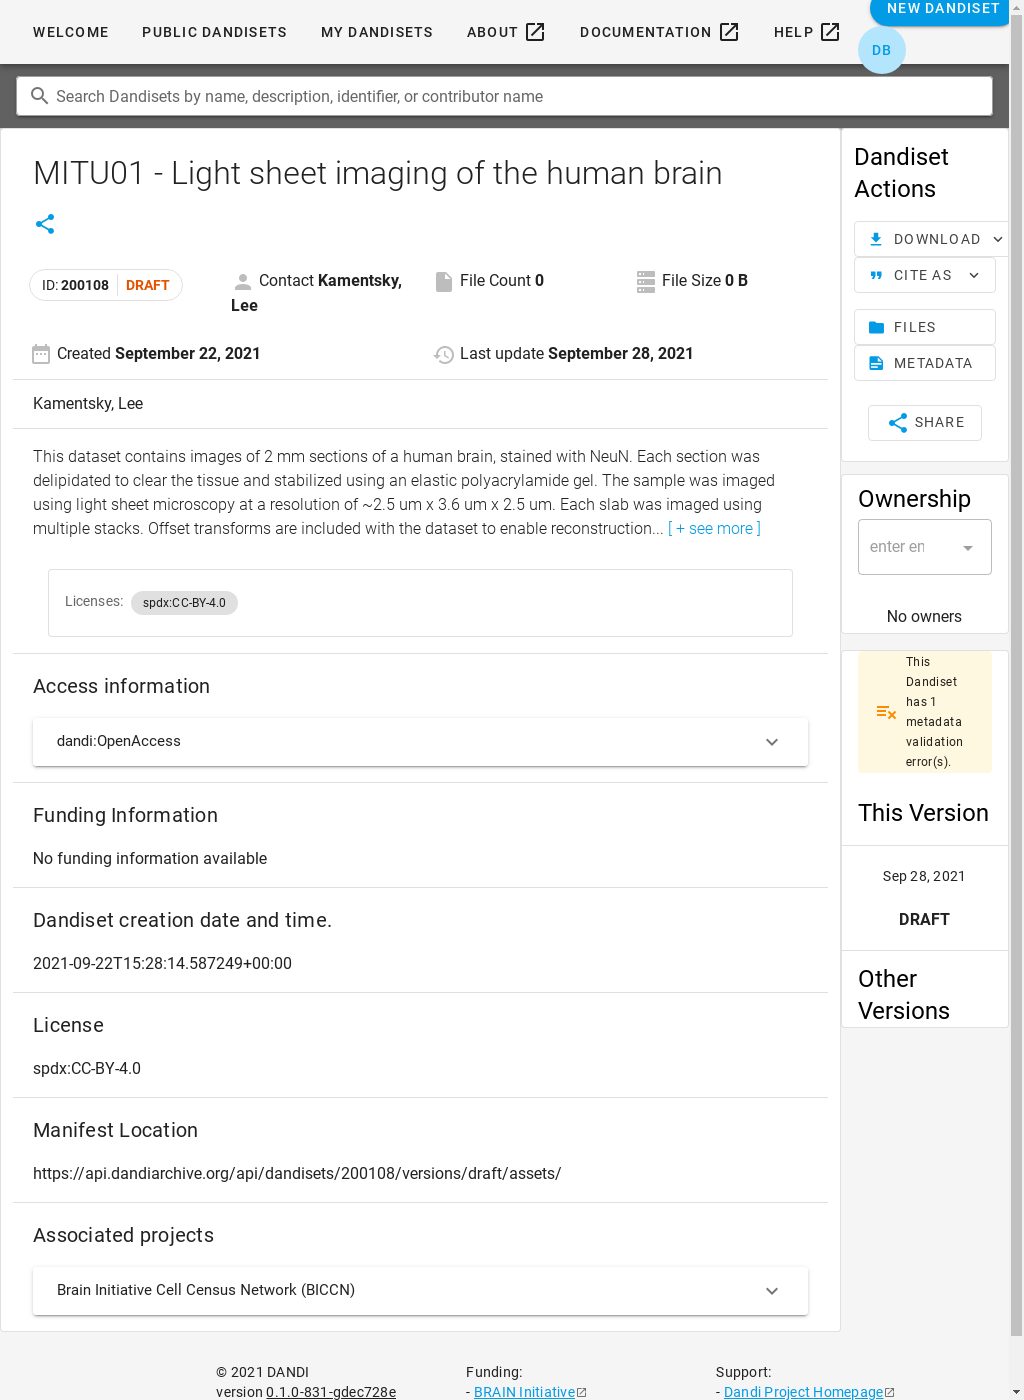 WELCOME PUBLIC DANDISETS MY DANDISETS ABOUT DOCUMENTATION HELP NEW DANDISET
DB
Search Dandisets by name, description, identifier, or contributor name
MITU01 - Light sheet imaging of the human brain
ID: 200108 DRAFT
Contact Kamentsky,
Lee
File Count 0
File Size 0 B
Created September 22, 2021
Last update September 28, 2021
Kamentsky, Lee
This dataset contains images of 2 mm sections of a human brain, stained with NeuN. Each section was
delipidated to clear the tissue and stabilized using an elastic polyacrylamide gel. The sample was imaged
using light sheet microscopy at a resolution of ~2.5 um x 3.6 um x 2.5 um. Each slab was imaged using
multiple stacks. Offset transforms are included with the dataset to enable reconstruction... [ + see more ]
Licenses: spdx:CC-BY-4.0
Access information
dandi:OpenAccess
Funding Information
No funding information available
Dandiset creation date and time.
2021-09-22T15:28:14.587249+00:00
License
spdx:CC-BY-4.0
Manifest Location
https://api.dandiarchive.org/api/dandisets/200108/versions/draft/assets/
Associated projects
Brain Initiative Cell Census Network (BICCN)
Dandiset
Actions
DOWNLOAD
CITE AS
FILES
METADATA
SHARE
Ownership
enter en
No owners
This
Dandiset
has 1
metadata
validation
error(s).
This Version
Sep 28, 2021
DRAFT
Other
Versions
© 2021 DANDI
version 0.1.0-831-gdec728e
Funding:
- BRAIN Initiative
Support:
- Dandi Project Homepage